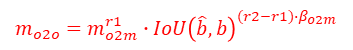 m_{o2o} = m_{o2m}^{r1} · IoU(b̂, b)^{(r2−r1)·β_{o2m}}